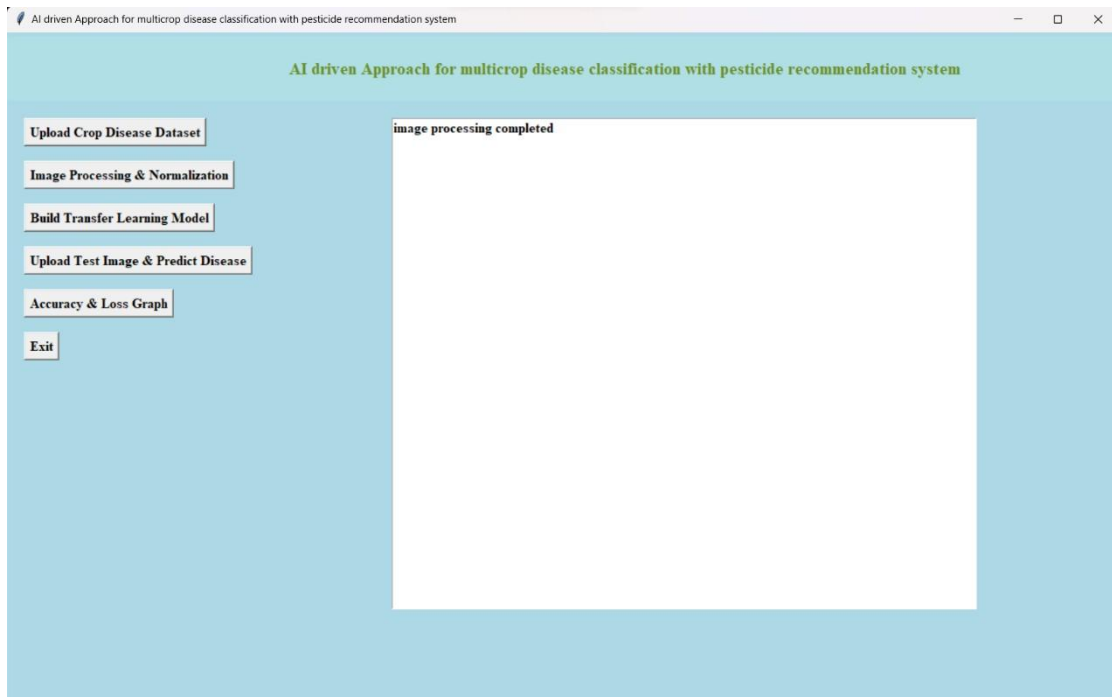 AI driven Approach for multicrop disease classification with pesticide recommendation system
AI driven Approach for multicrop disease classification with pesticide recommendation system
Upload Crop Disease Dataset
image processing completed
Image Processing & Normalization
Build Transfer Learning Model
Upload Test Image & Predict Disease
Accuracy & Loss Graph
Exit